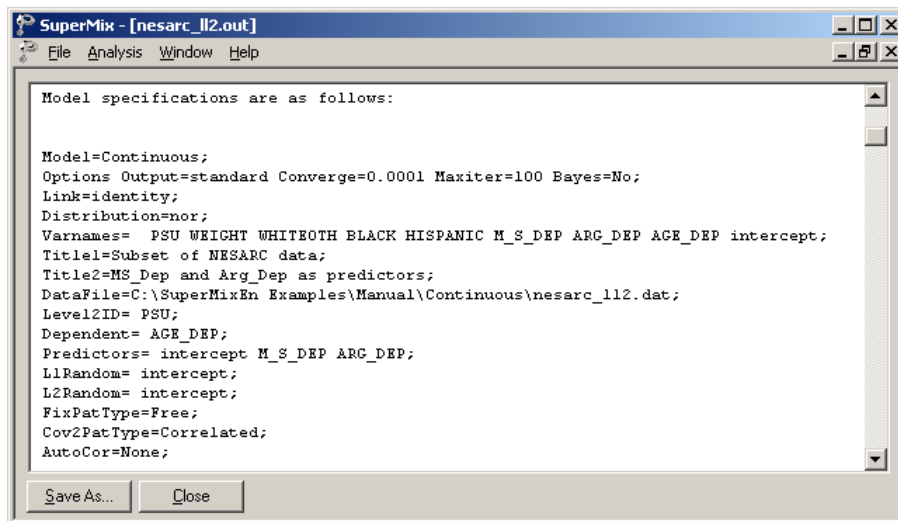 SuperMix - [nesarc_ll2.out]
File Analysis Window Help
Model specifications are as follows:
Model=Continuous;
Options Output=standard Converge=0.0001 Maxiter=100 Bayes=No;
Link=identity;
Distribution=nor;
Varnames=  PSU WEIGHT WHITEOTH BLACK HISPANIC M_S_DEP ARG_DEP AGE_DEP intercept;
Title1=Subset of NESARC data;
Title2=MS_Dep and Arg_Dep as predictors;
DataFile=C:\SuperMixEn Examples\Manual\Continuous\nesarc_ll2.dat;
Level2ID= PSU;
Dependent= AGE_DEP;
Predictors= intercept M_S_DEP ARG_DEP;
L1Random= intercept;
L2Random= intercept;
FixPatType=Free;
Cov2PatType=Correlated;
AutoCor=None;
Save As... Close